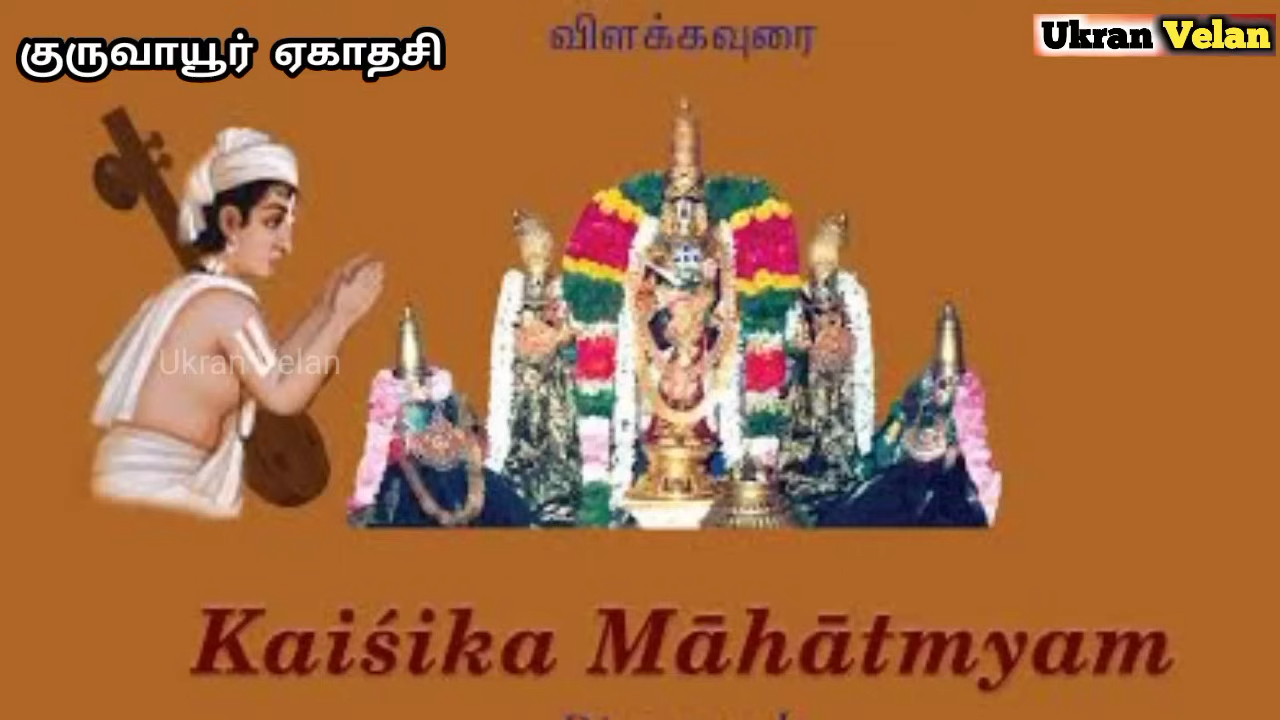 விளக்கவுரை
குருவாயூர் ஏகாதசி
Ukran Velan
Ukran Velan
Kaiśika Māhātmyam